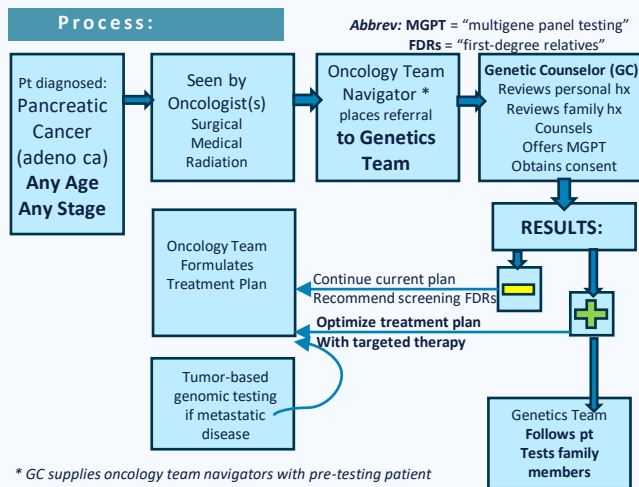 Process:
Abbrev: MGPT = “multigene panel testing”
FDRs = “first-degree relatives”
Pt diagnosed:
Pancreatic
Cancer
(adeno ca)
Any Age
Any Stage
Seen by
Oncologist(s)
Surgical
Medical
Radiation
Oncology Team
Navigator *
places referral
to Genetics
Team
Genetic Counselor (GC)
Reviews personal hx
Reviews family hx
Counsels
Offers MGPT
Obtains consent
RESULTS:
Oncology Team
Formulates
Treatment Plan
Continue current plan
Recommend screening FDRs
Optimize treatment plan
With targeted therapy
Tumor-based
genomic testing
if metastatic
disease
Genetics Team
Follows pt
Tests family
members
* GC supplies oncology team navigators with pre-testing patient